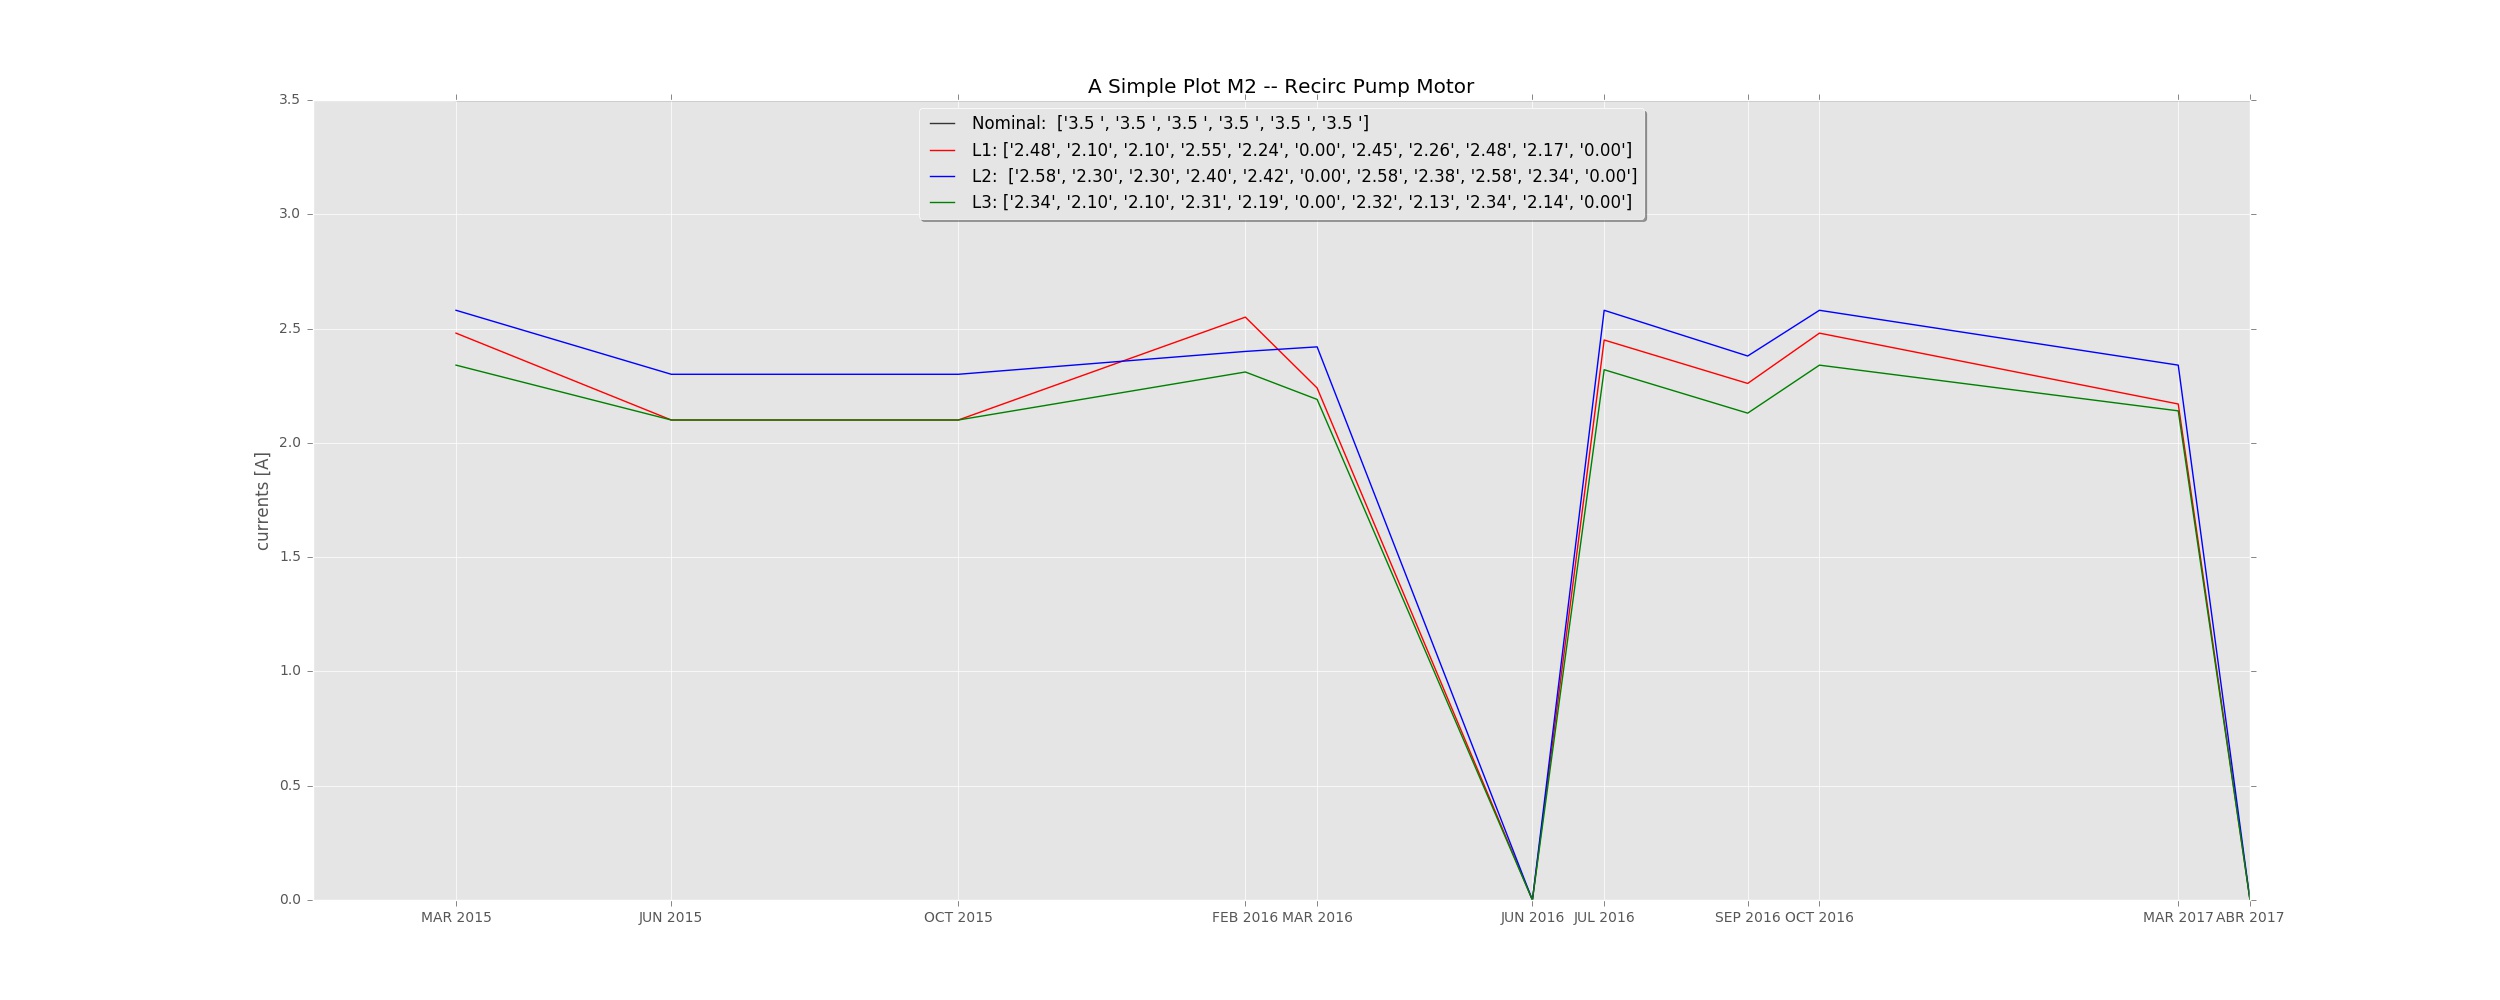 A Simple Plot M2 -- Recirc Pump Motor
3.5
Nominal:  ['3.5 ', '3.5 ', '3.5 ', '3.5 ', '3.5 ', '3.5 ']
L1: ['2.48', '2.10', '2.10', '2.55', '2.24', '0.00', '2.45', '2.26', '2.48', '2.17', '0.00']
L2:  ['2.58', '2.30', '2.30', '2.40', '2.42', '0.00', '2.58', '2.38', '2.58', '2.34', '0.00']
L3: ['2.34', '2.10', '2.10', '2.31', '2.19', '0.00', '2.32', '2.13', '2.34', '2.14', '0.00']
3.0
2.5
2.0
currents [A]
1.5
1.0
0.5
0.0
MAR 2015 JUN 2015 OCT 2015 FEB 2016 MAR 2016 JUN 2016 JUL 2016 SEP 2016 OCT 2016 MAR 2017 ABR 2017